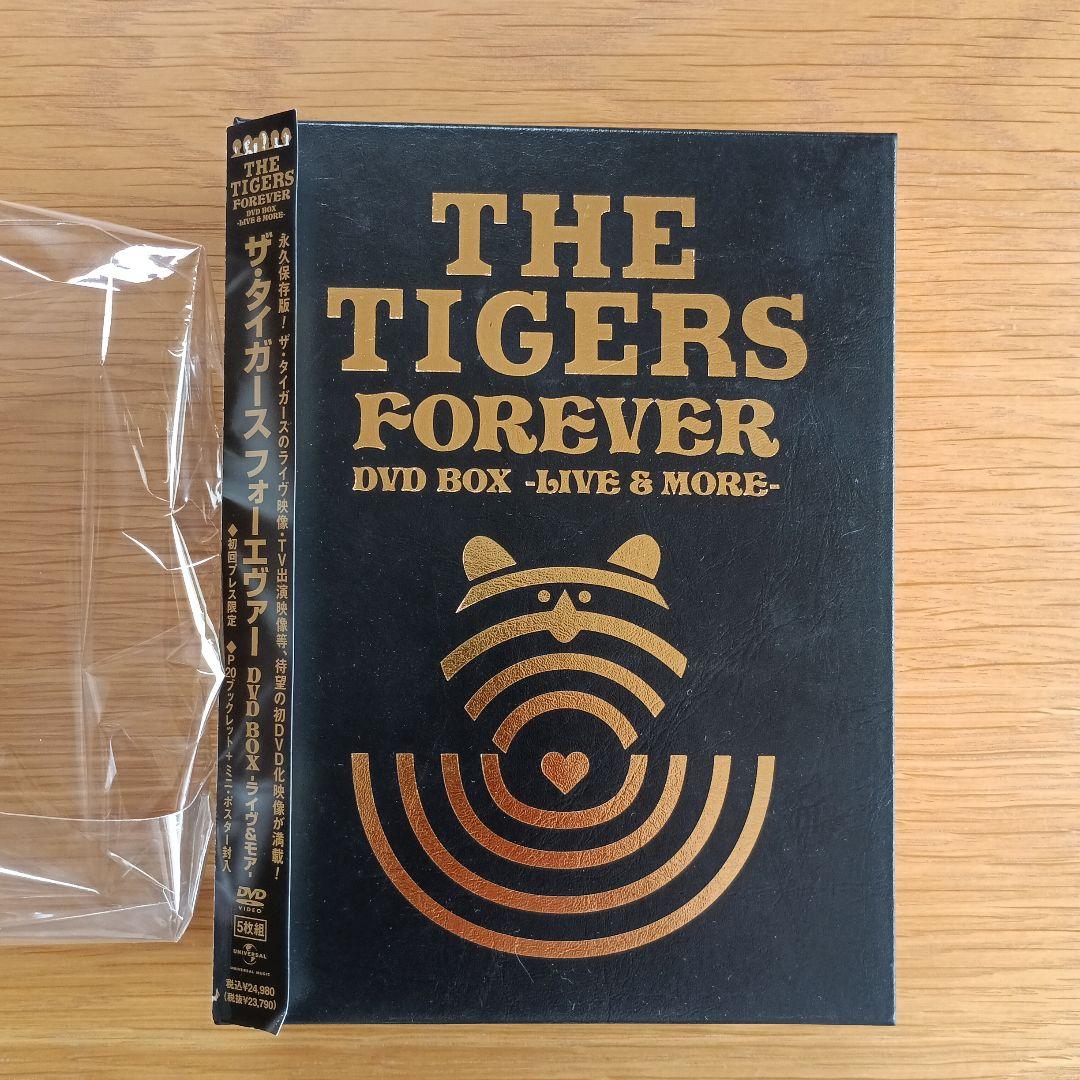 THE
TIGERS
FOREVER
DVD BOX
-LIVE & MORE-
永久保存版! ザ・タイガーズのライヴ映像・TV出演映像等、待望の初DVD化映像が満載!
ザ・タイガース フォーエヴァー DVD BOX -ライヴ&モア-
◆初回プレス限定 ◆P20ブックレット+ミニ・ポスター封入
DVD
VIDEO
5枚組
UNIVERSAL
UNIVERSAL MUSIC
税込¥24,980
(税抜¥23,790)
THE
TIGERS
FOREVER
DVD BOX -LIVE & MORE-